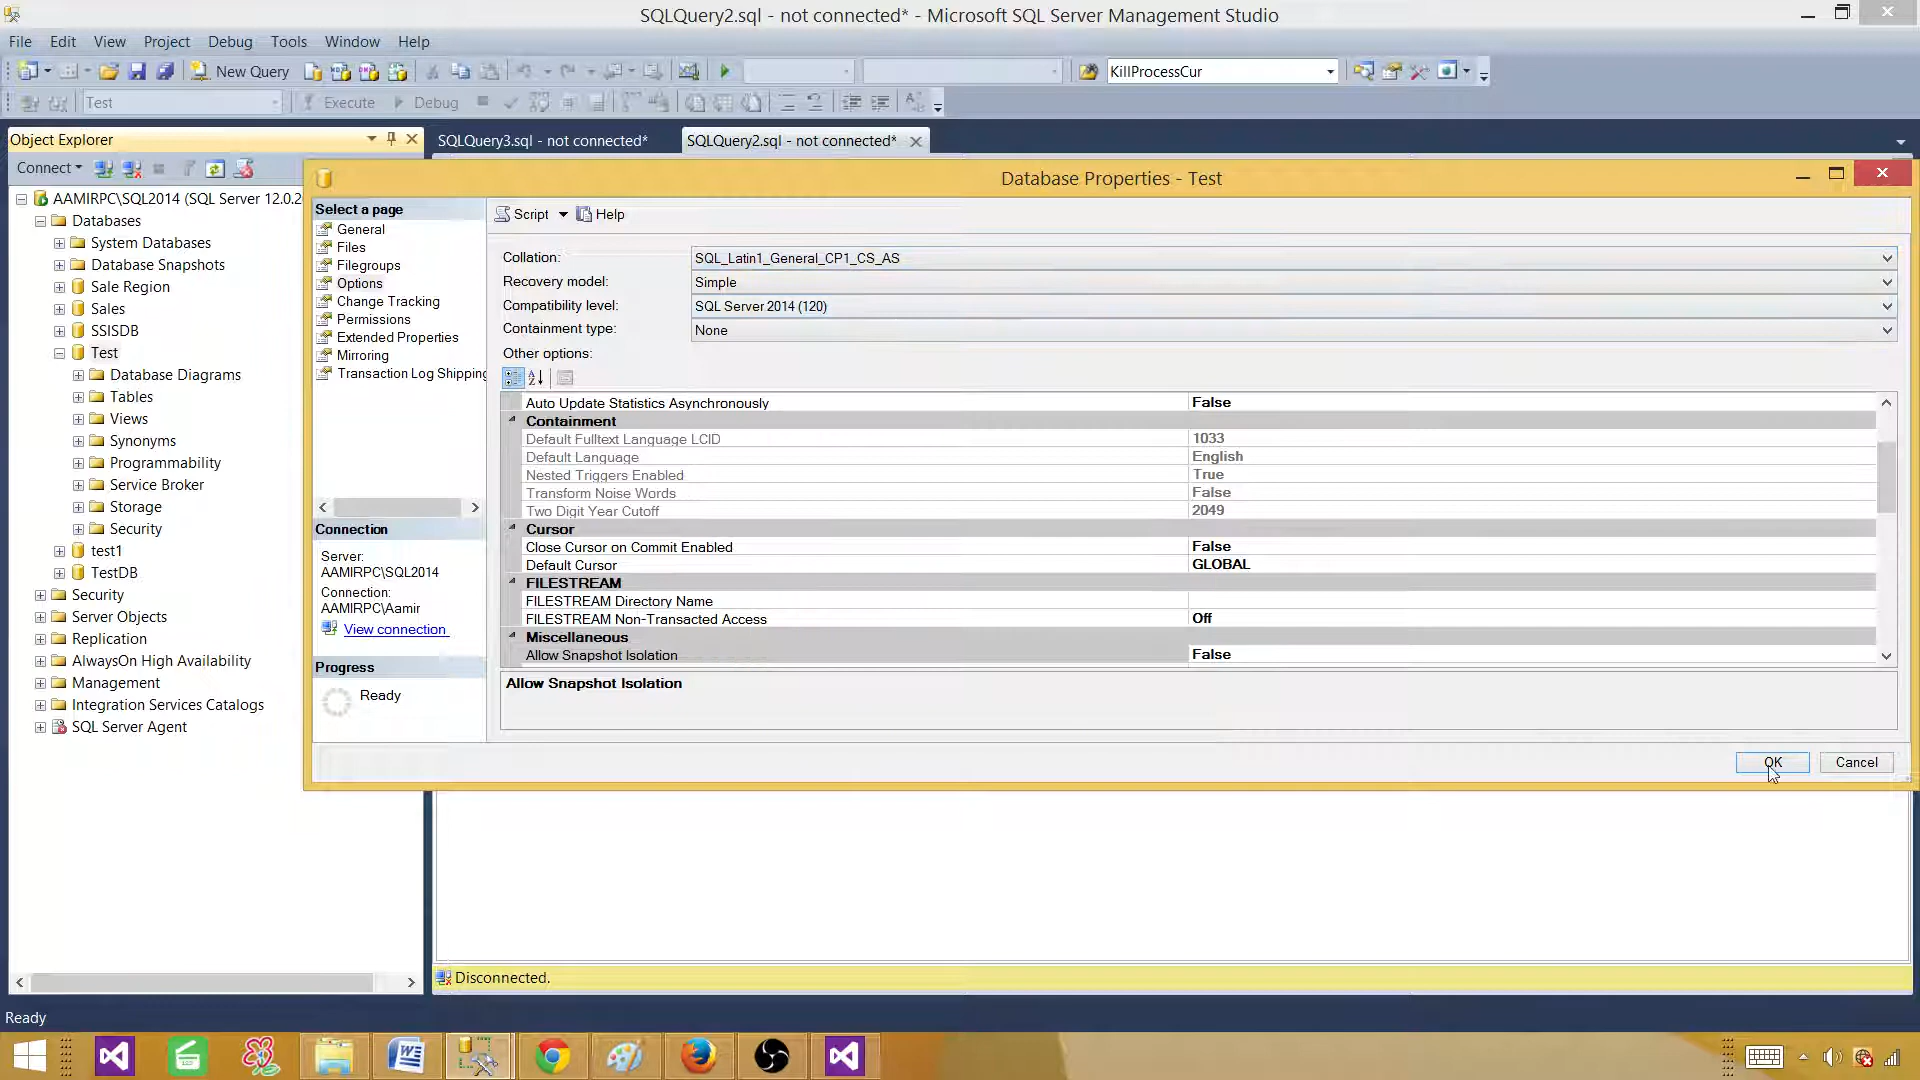 SQLQuery2.sql - not connected* - Microsoft SQL Server Management Studio
File Edit View Project Debug Tools Window Help
New Query KillProcessCur
Test Execute Debug
Object Explorer
SQLQuery3.sql - not connected* SQLQuery2.sql - not connected*
Connect
AAMIRPC\SQL2014 (SQL Server 12.0.2
Databases
System Databases
Database Snapshots
Sale Region
Sales
SSISDB
Test
Database Diagrams
Tables
Views
Synonyms
Programmability
Service Broker
Storage
Security
test1
TestDB
Security
Server Objects
Replication
AlwaysOn High Availability
Management
Integration Services Catalogs
SQL Server Agent
Database Properties - Test
Select a page
General
Files
Filegroups
Options
Change Tracking
Permissions
Extended Properties
Mirroring
Transaction Log Shipping
Connection
Server:
AAMIRPC\SQL2014
Connection:
AAMIRPC\Aamir
View connection
Progress
Ready
Script Help
Collation: SQL_Latin1_General_CP1_CS_AS
Recovery model: Simple
Compatibility level: SQL Server 2014 (120)
Containment type: None
Other options:
Auto Update Statistics Asynchronously False
Containment
Default Fulltext Language LCID 1033
Default Language English
Nested Triggers Enabled True
Transform Noise Words False
Two Digit Year Cutoff 2049
Cursor
Close Cursor on Commit Enabled False
Default Cursor GLOBAL
FILESTREAM
FILESTREAM Directory Name
FILESTREAM Non-Transacted Access Off
Miscellaneous
Allow Snapshot Isolation False
Allow Snapshot Isolation
OK Cancel
Disconnected.
Ready